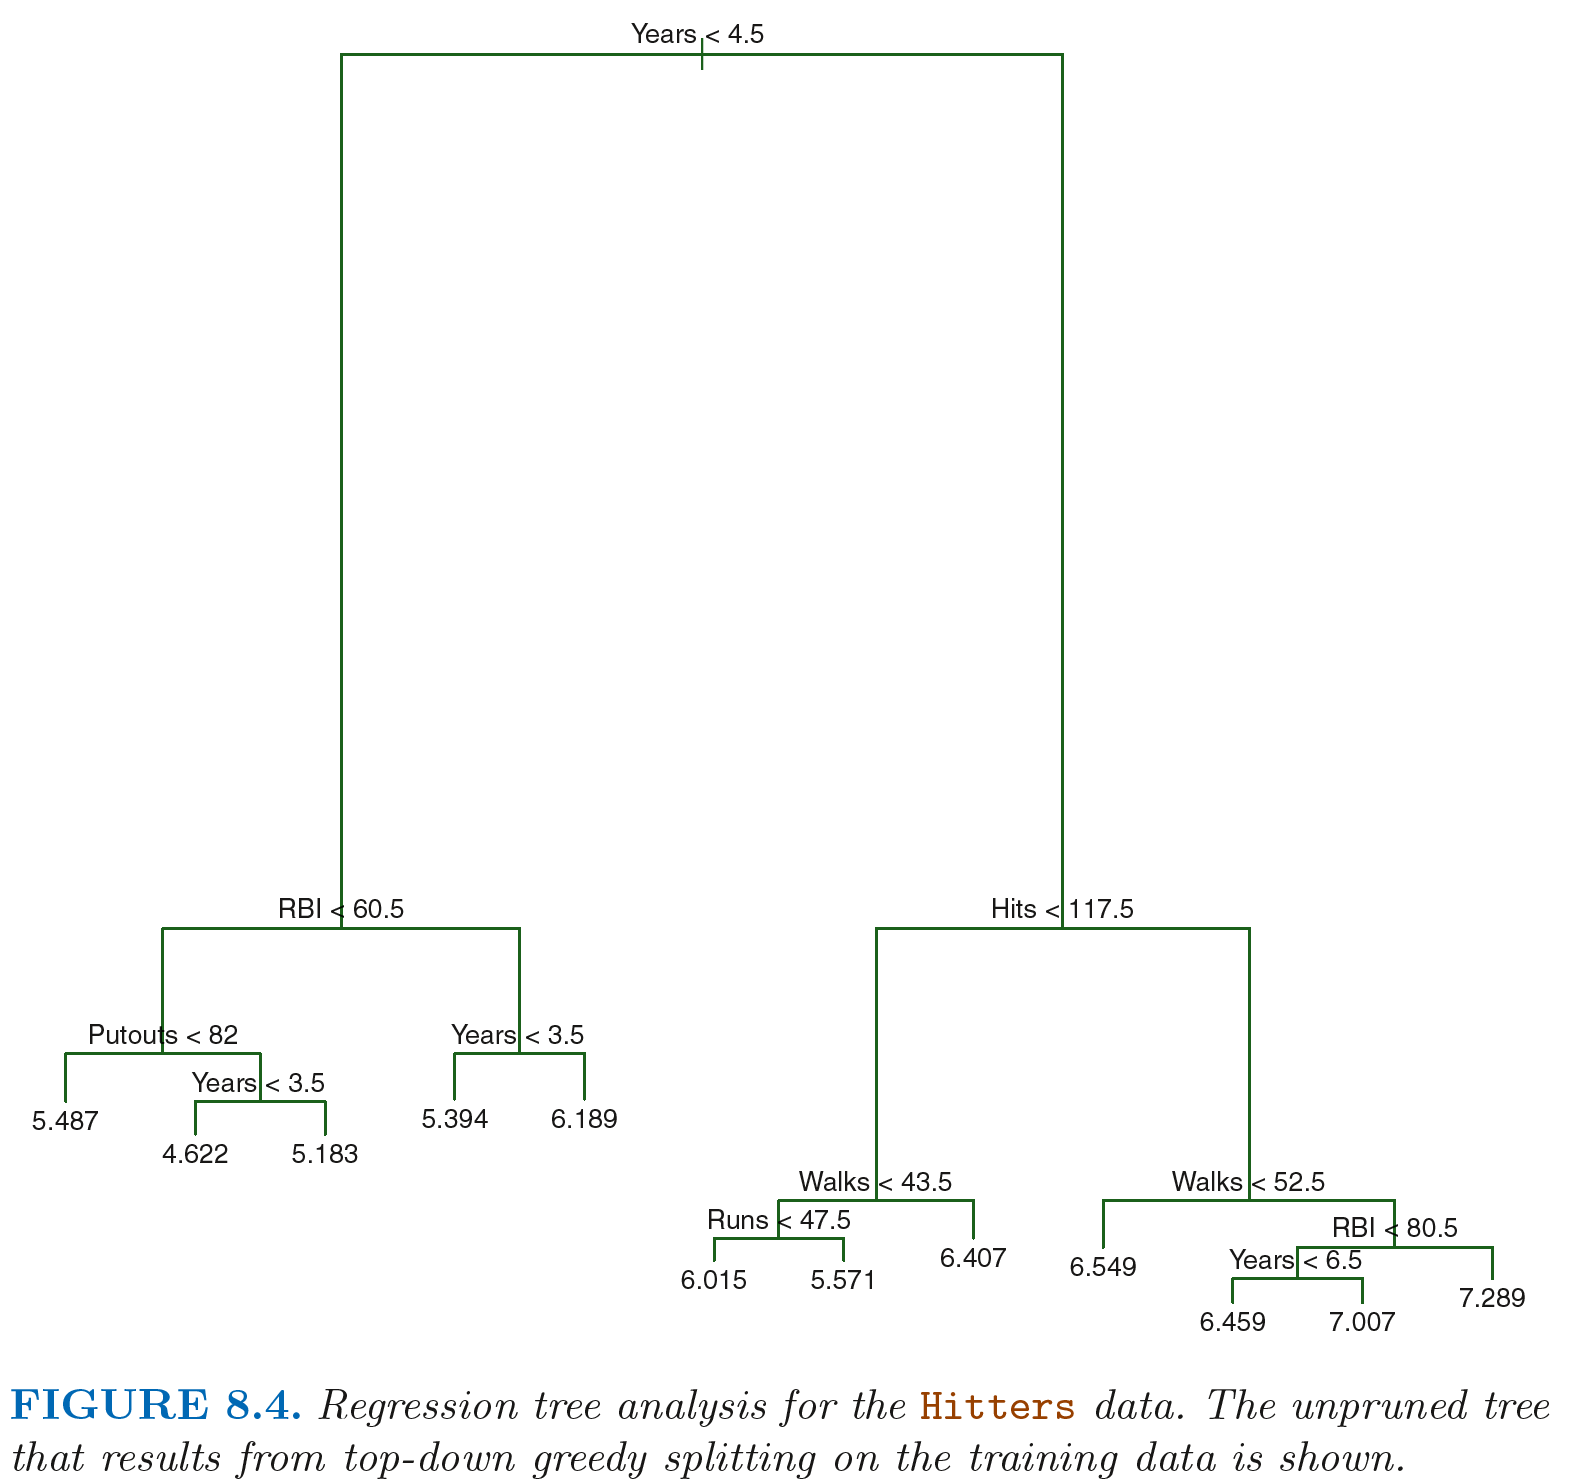 Years < 4.5
RBI < 60.5
Hits < 117.5
Putouts < 82
Years < 3.5
Years < 3.5
5.487
4.622
5.183
5.394
6.189
Walks < 43.5
Walks < 52.5
Runs < 47.5
RBI < 80.5
6.015
5.571
6.407
6.549
Years < 6.5
6.459
7.007
7.289
FIGURE 8.4. Regression tree analysis for the Hitters data. The unpruned tree
that results from top-down greedy splitting on the training data is shown.